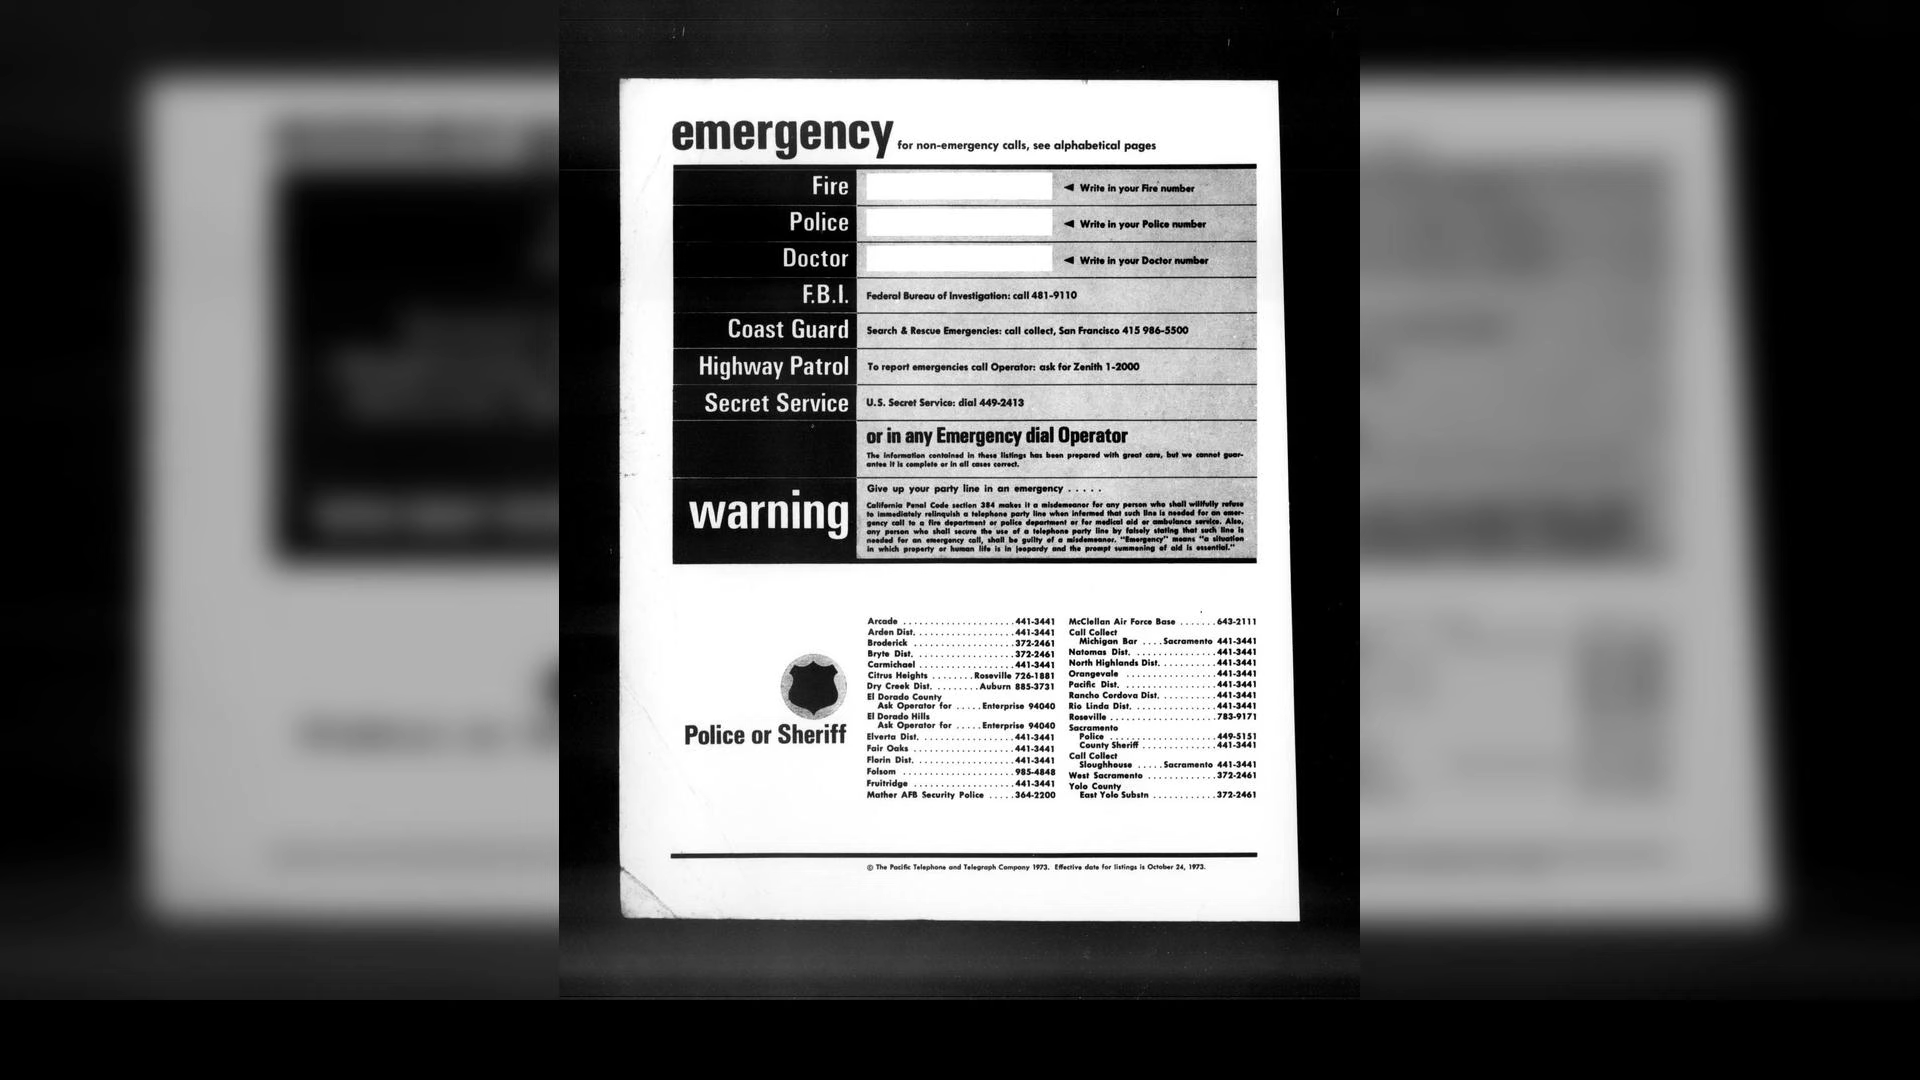 emergency for non-emergency calls, see alphabetical pages
Fire ◄ Write in your Fire number
Police ◄ Write in your Police number
Doctor ◄ Write in your Doctor number
F.B.I. Federal Bureau of Investigation: call 481-9110
Coast Guard Search & Rescue Emergencies: call collect, San Francisco 415 986-5500
Highway Patrol To report emergencies call Operator: ask for Zenith 1-2000
Secret Service U.S. Secret Service: dial 449-2413
or in any Emergency dial Operator
The information contained in these listings has been prepared with great care, but we cannot guar-
antee it is complete or in all cases correct.
warning
Give up your party line in an emergency . . . . .
California Penal Code section 384 makes it a misdemeanor for any person who shall willfully refuse
to immediately relinquish a telephone party line when informed that such line is needed for an emer-
gency call to a fire department or police department or for medical aid or ambulance service. Also,
any person who shall secure the use of a telephone party line by falsely stating that such line is
needed for an emergency call, shall be guilty of a misdemeanor. "Emergency" means "a situation
in which property or human life is in jeopardy and the prompt summoning of aid is essential."
Police or Sheriff
Arcade . . . . . 441-3441
Arden Dist. . . . . . 441-3441
Broderick . . . . . 372-2461
Bryte Dist. . . . . . 372-2461
Carmichael . . . . . 441-3441
Citrus Heights . . . . . Roseville 726-1881
Dry Creek Dist. . . . . . Auburn 885-3731
El Dorado County
Ask Operator for . . . . . Enterprise 94040
El Dorado Hills
Ask Operator for . . . . . Enterprise 94040
Elverta Dist. . . . . . 441-3441
Fair Oaks . . . . . 441-3441
Florin Dist. . . . . . 441-3441
Folsom . . . . . 985-4848
Fruitridge . . . . . 441-3441
Mather AFB Security Police . . . . . 364-2200
McClellan Air Force Base . . . . . 643-2111
Call Collect
Michigan Bar . . . . Sacramento 441-3441
Natomas Dist. . . . . . 441-3441
North Highlands Dist. . . . . . 441-3441
Orangevale . . . . . 441-3441
Pacific Dist. . . . . . 441-3441
Rancho Cordova Dist. . . . . . 441-3441
Rio Linda Dist. . . . . . 441-3441
Roseville . . . . . 783-9171
Sacramento
Police . . . . . 449-5151
County Sheriff . . . . . 441-3441
Call Collect
Sloughhouse . . . . . Sacramento 441-3441
West Sacramento . . . . . 372-2461
Yolo County
East Yolo Substn . . . . . 372-2461
© The Pacific Telephone and Telegraph Company 1973. Effective date for listings is October 24, 1973.